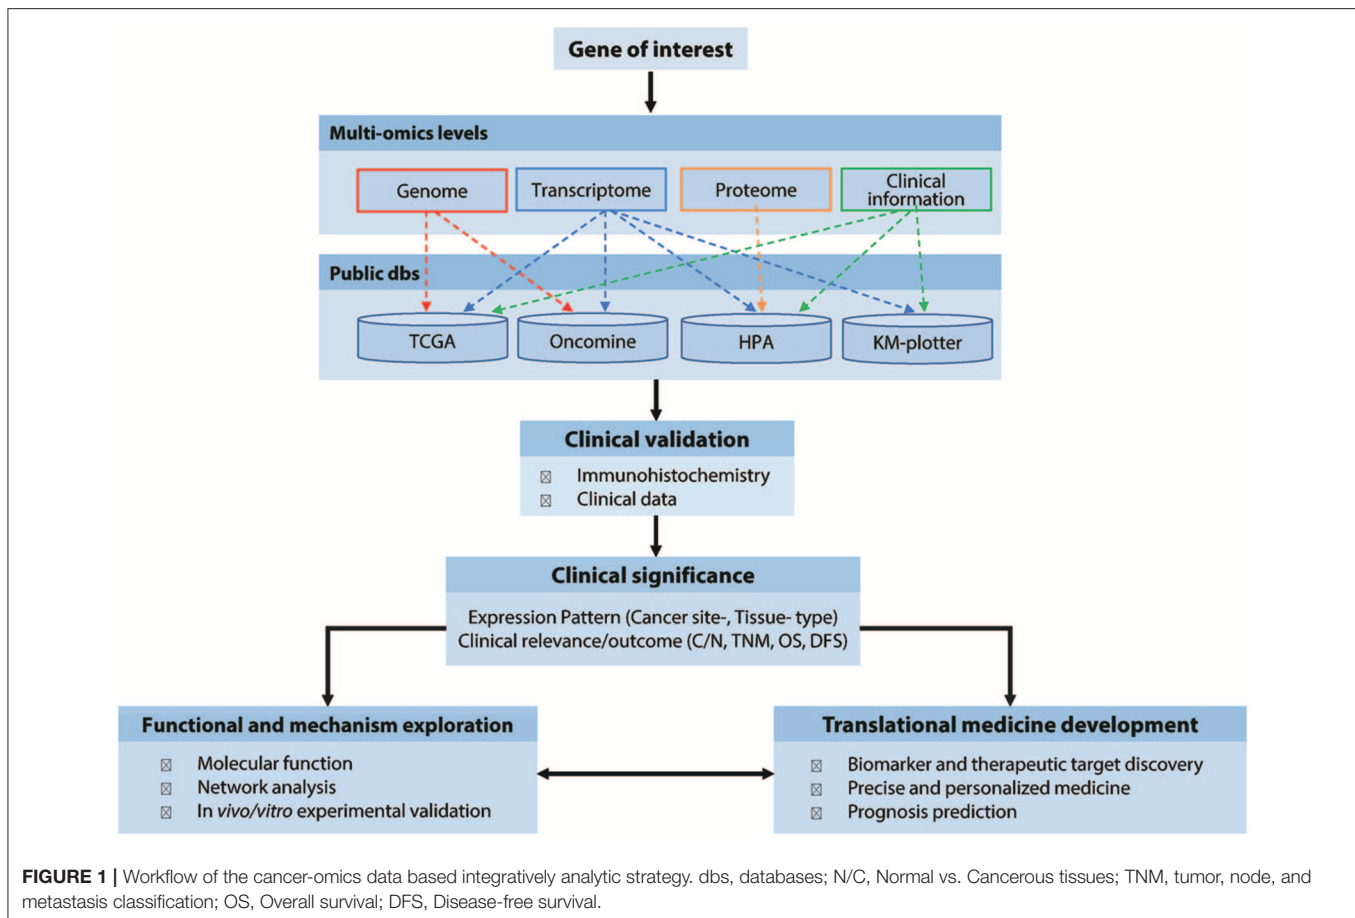 Gene of interest
Multi-omics levels
Genome
Transcriptome
Proteome
Clinical
information
Public dbs
TCGA
Oncomine
HPA
KM-plotter
Clinical validation
Immunohistochemistry
Clinical data
Clinical significance
Expression Pattern (Cancer site-, Tissue- type)
Clinical relevance/outcome (C/N, TNM, OS, DFS)
Functional and mechanism exploration
Molecular function
Network analysis
In vivo/vitro experimental validation
Translational medicine development
Biomarker and therapeutic target discovery
Precise and personalized medicine
Prognosis prediction
FIGURE 1 | Workflow of the cancer-omics data based integratively analytic strategy. dbs, databases; N/C, Normal vs. Cancerous tissues; TNM, tumor, node, and
metastasis classification; OS, Overall survival; DFS, Disease-free survival.